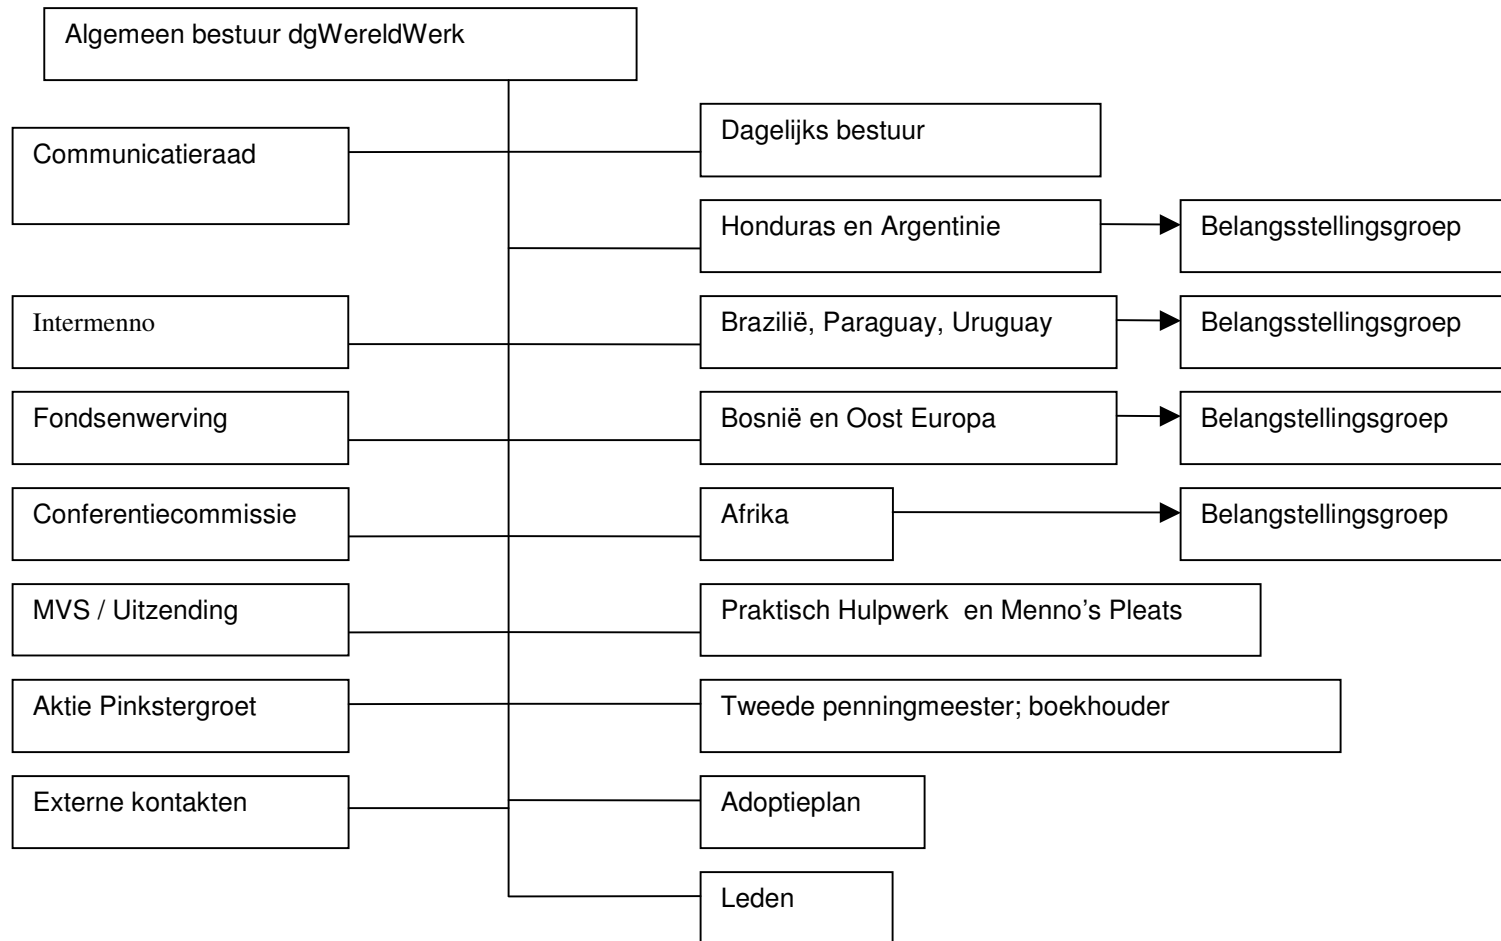 Algemeen bestuur dgWereldWerk
Communicatieraad
Dagelijks bestuur
Honduras en Argentinie
Belangsstellingsgroep
Intermenno
Brazilië, Paraguay, Uruguay
Belangsstellingsgroep
Fondsenwerving
Bosnië en Oost Europa
Belangstellingsgroep
Conferentiecommissie
Afrika
Belangstellingsgroep
MVS / Uitzending
Praktisch Hulpwerk  en Menno’s Pleats
Aktie Pinkstergroet
Tweede penningmeester; boekhouder
Externe kontakten
Adoptieplan
Leden